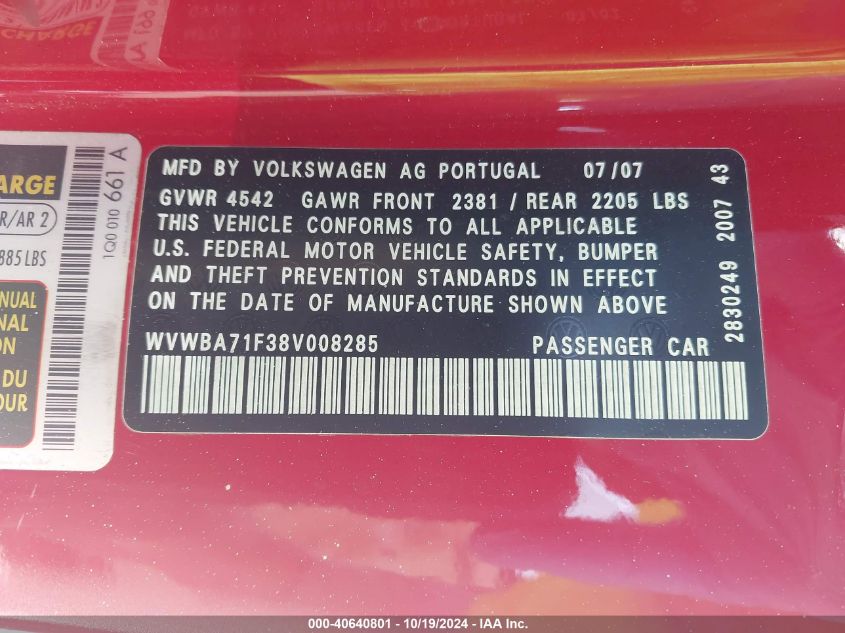 ARGE
R/AR 2
885 LBS
1Q0 010 661 A
NUAL
NAL
ON
DU
OUR
MFD BY VOLKSWAGEN AG PORTUGAL 07/07
GVWR 4542 GAWR FRONT 2381 / REAR 2205 LBS
THIS VEHICLE CONFORMS TO ALL APPLICABLE
U.S. FEDERAL MOTOR VEHICLE SAFETY, BUMPER
AND THEFT PREVENTION STANDARDS IN EFFECT
ON THE DATE OF MANUFACTURE SHOWN ABOVE
WVWBA71F38V008285 PASSENGER CAR
2830249 2007 43
000-40640801 - 10/19/2024 - IAA Inc.